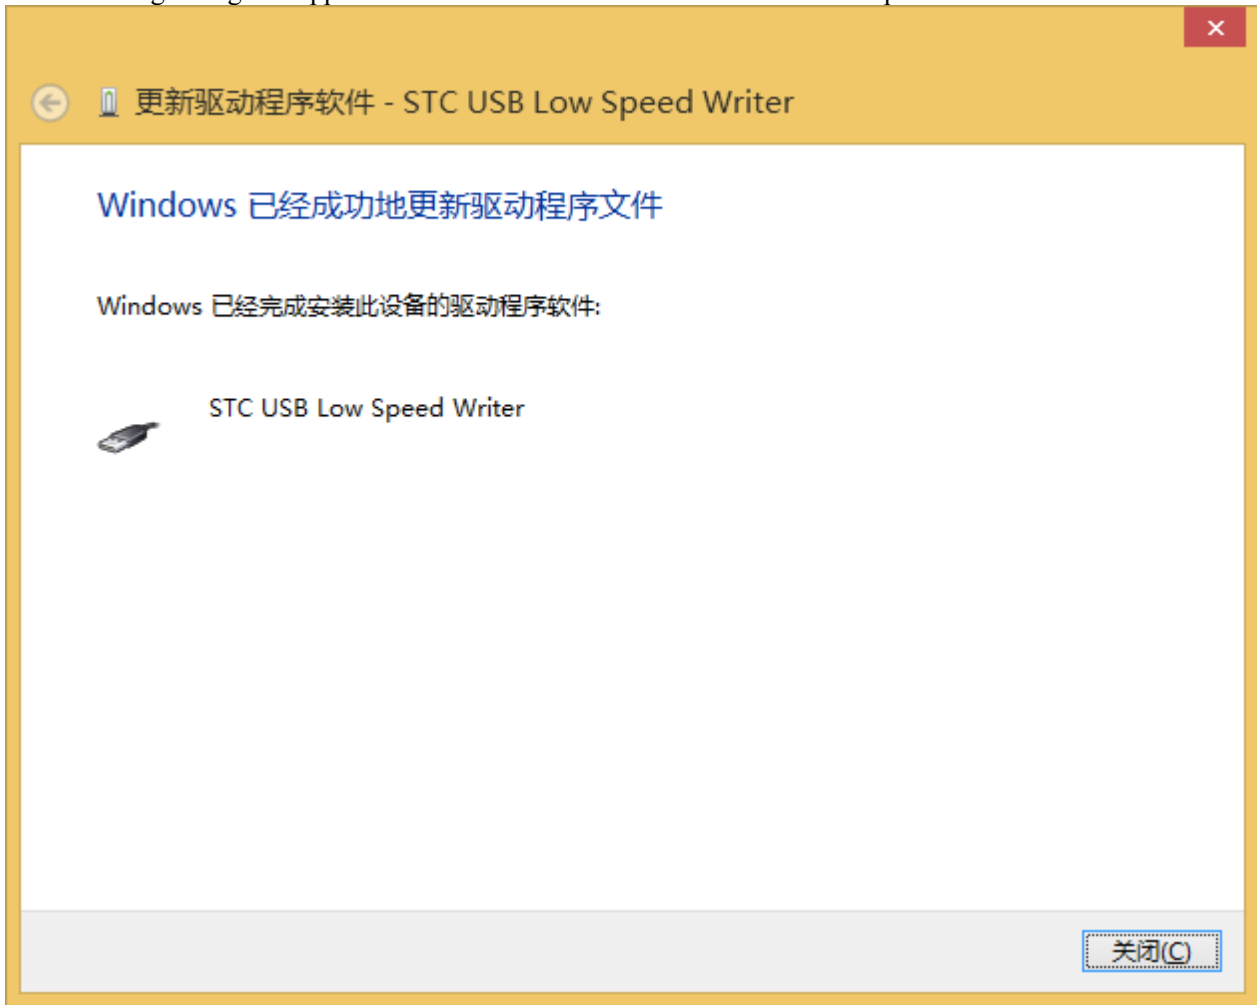 更新驱动程序软件 - STC USB Low Speed Writer
Windows 已经成功地更新驱动程序文件
Windows 已经完成安装此设备的驱动程序软件:
STC USB Low Speed Writer
关闭(C)